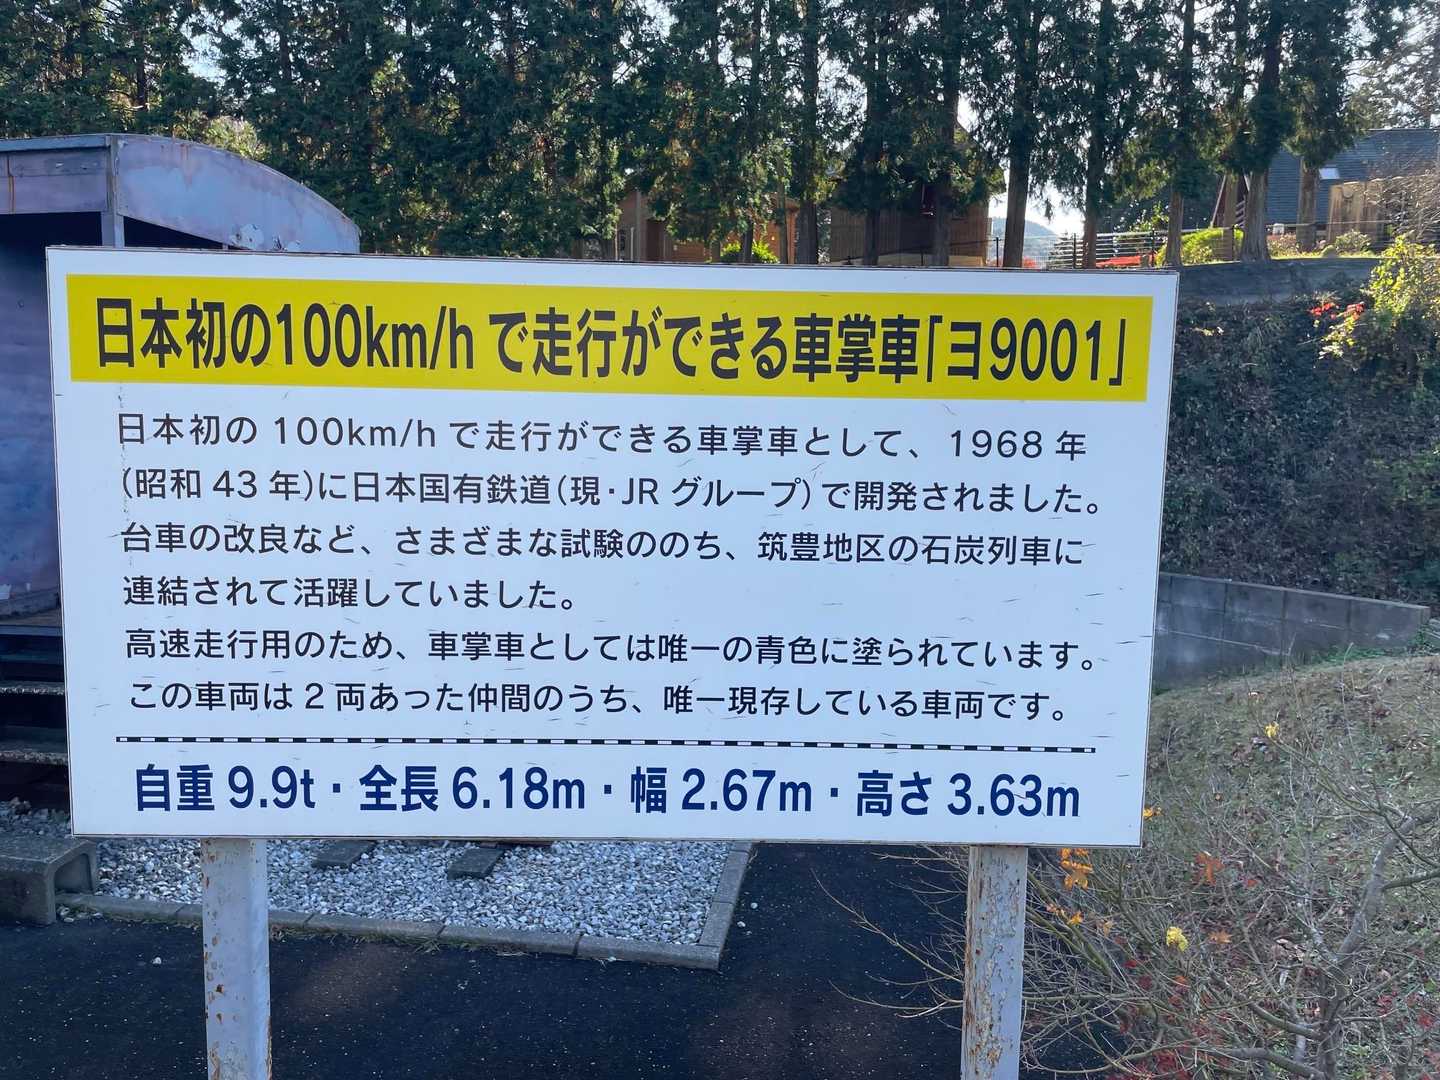 日本初の100km/hで走行ができる車掌車「ヨ9001」
日本初の100km/hで走行ができる車掌車として、1968年
(昭和43年)に日本国有鉄道(現・JRグループ)で開発されました。
台車の改良など、さまざまな試験ののち、筑豊地区の石炭列車に
連結されて活躍していました。
高速走行用のため、車掌車としては唯一の青色に塗られています。
この車両は2両あった仲間のうち、唯一現存している車両です。
自重9.9t・全長6.18m・幅2.67m・高さ3.63m